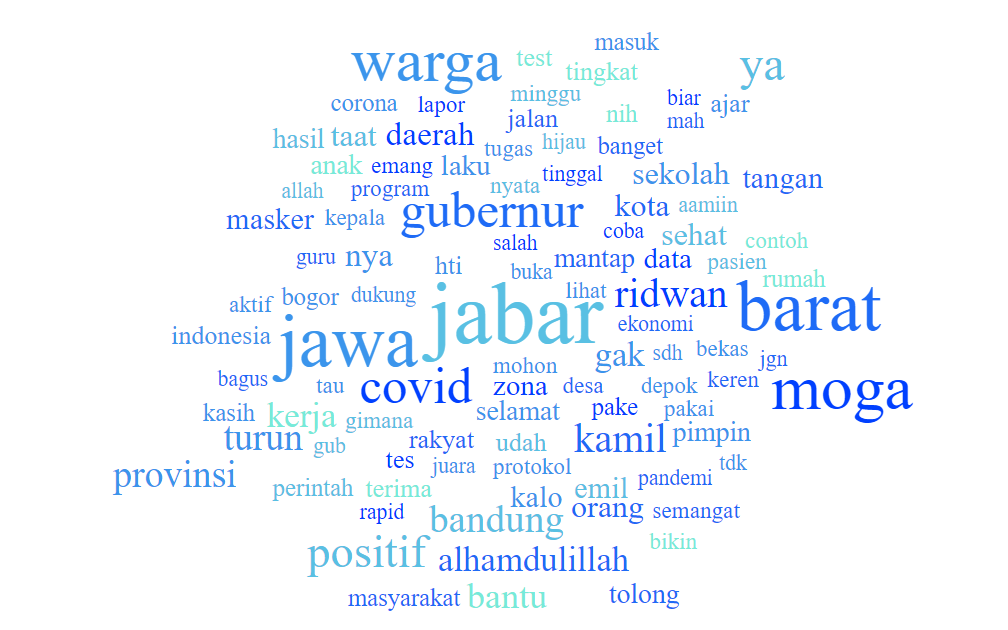 masuk
warga test ya
tingkat
minggu biar
corona lapor ajar
jalan nih mah
hasil taat daerah tugas hijau banget
anak emang laku tinggal sekolah tangan
allah program nyata
masker kepala gubernur kota aamiin
salah coba sehat contoh
guru nya hti buka mantap data pasien
rumah
aktif bogor dukung jabar lihat ridwan barat
indonesia jawa ekonomi
mohon gak sdh bekas jgn
bagus tau covid zona desa depok keren moga
kasih kerja gimana selamat pake pakai
turun gub rakyat udah kamil pimpin
provinsi tes juara protokol tdk
perintah terima kalo emil pandemi
rapid bandung orang semangat
positif alhamdulillah bikin
masyarakat bantu tolong